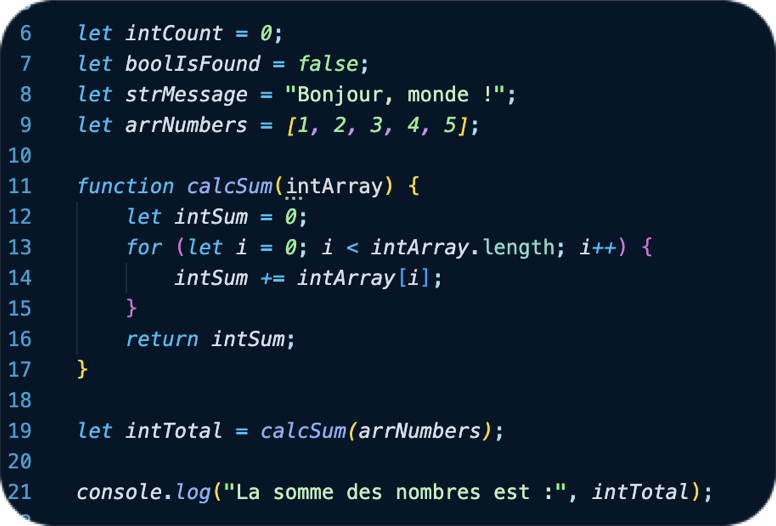 6 let intCount = 0;
7 let boolIsFound = false;
8 let strMessage = "Bonjour, monde !";
9 let arrNumbers = [1, 2, 3, 4, 5];
10
11 function calcSum(intArray) {
12 let intSum = 0;
13 for (let i = 0; i < intArray.length; i++) {
14 intSum += intArray[i];
15 }
16 return intSum;
17 }
18
19 let intTotal = calcSum(arrNumbers);
20
21 console.log("La somme des nombres est :", intTotal);